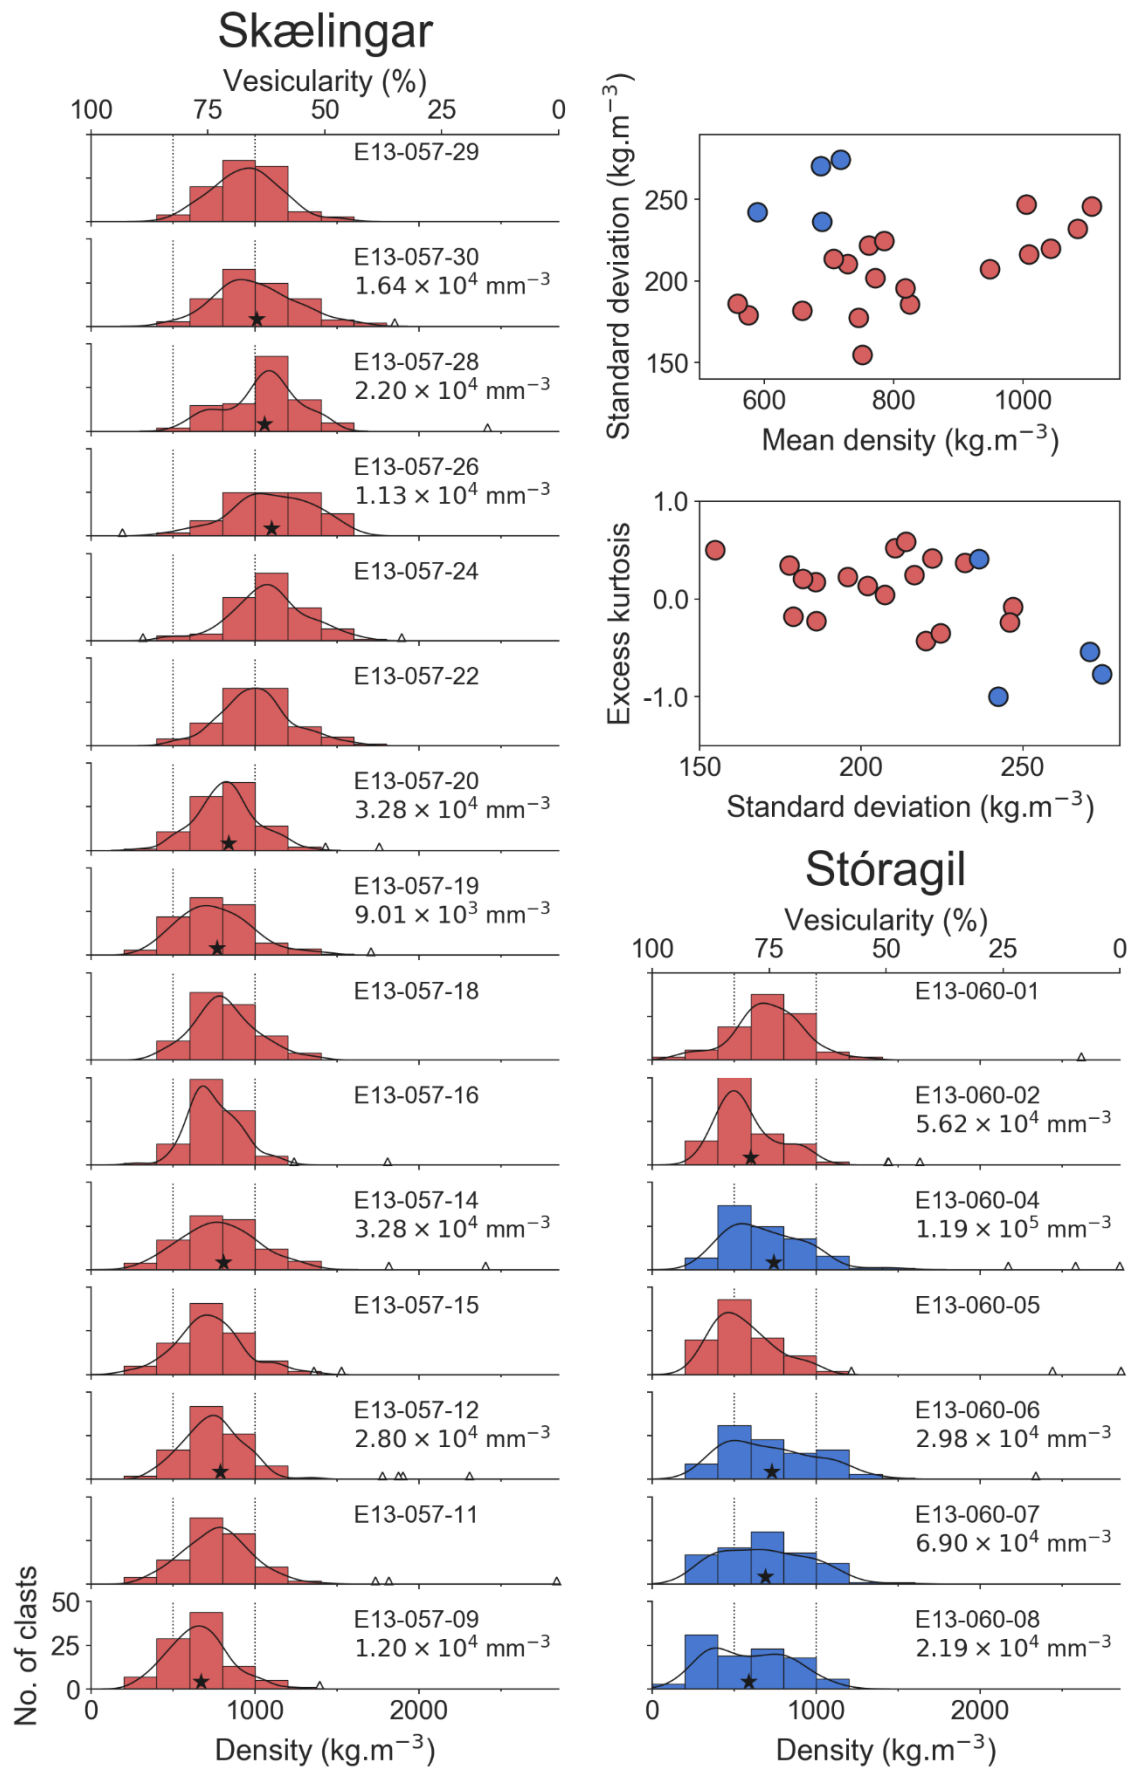 Skælingar
Vesicularity (%)
100 75 50 25 0
E13-057-29
E13-057-30
1.64 × 10⁴ mm⁻³
E13-057-28
2.20 × 10⁴ mm⁻³
E13-057-26
1.13 × 10⁴ mm⁻³
E13-057-24
E13-057-22
E13-057-20
3.28 × 10⁴ mm⁻³
E13-057-19
9.01 × 10³ mm⁻³
E13-057-18
E13-057-16
E13-057-14
3.28 × 10⁴ mm⁻³
E13-057-15
E13-057-12
2.80 × 10⁴ mm⁻³
E13-057-11
E13-057-09
1.20 × 10⁴ mm⁻³
No. of clasts
50
25
0
0 1000 2000
Density (kg.m⁻³)
Standard deviation (kg.m⁻³)
250
200
150
600 800 1000
Mean density (kg.m⁻³)
Excess kurtosis
1.0
0.0
-1.0
150 200 250
Standard deviation (kg.m⁻³)
Stóragil
Vesicularity (%)
100 75 50 25 0
E13-060-01
E13-060-02
5.62 × 10⁴ mm⁻³
E13-060-04
1.19 × 10⁵ mm⁻³
E13-060-05
E13-060-06
2.98 × 10⁴ mm⁻³
E13-060-07
6.90 × 10⁴ mm⁻³
E13-060-08
2.19 × 10⁴ mm⁻³
0 1000 2000
Density (kg.m⁻³)